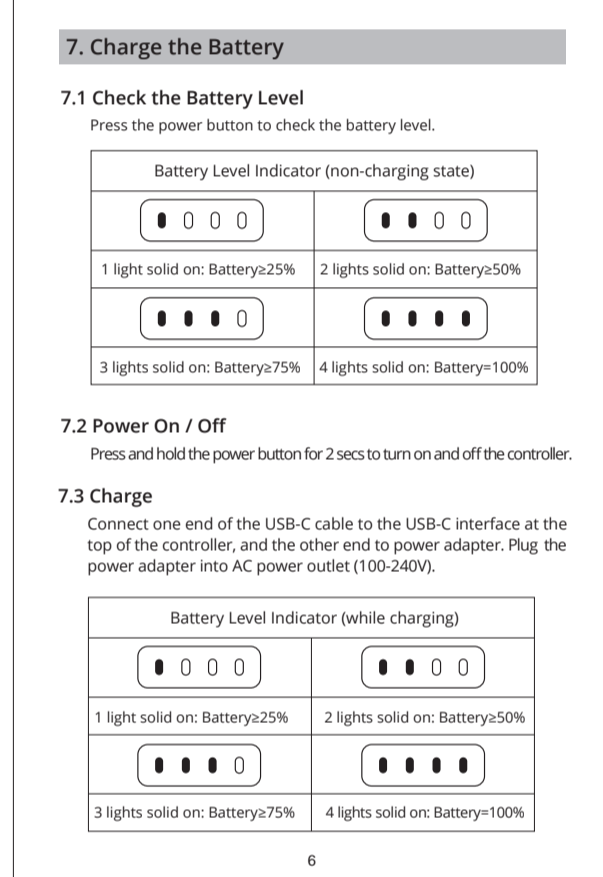 7. Charge the Battery
7.1 Check the Battery Level
Press the power button to check the battery level.
Battery Level Indicator (non-charging state)
1 light solid on: Battery≥25%
2 lights solid on: Battery≥50%
3 lights solid on: Battery≥75%
4 lights solid on: Battery=100%
7.2 Power On / Off
Press and hold the power button for 2 secs to turn on and off the controller.
7.3 Charge
Connect one end of the USB-C cable to the USB-C interface at the
top of the controller, and the other end to power adapter. Plug the
power adapter into AC power outlet (100-240V).
Battery Level Indicator (while charging)
1 light solid on: Battery≥25%
2 lights solid on: Battery≥50%
3 lights solid on: Battery≥75%
4 lights solid on: Battery=100%
6